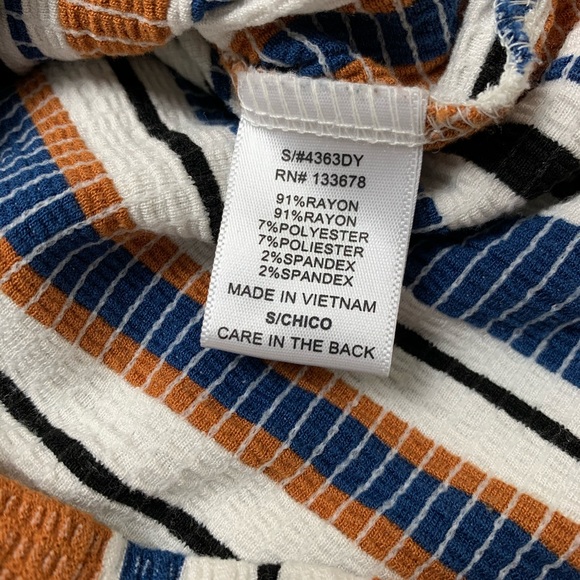 S/#4363DY
RN# 133678
91%RAYON
91%RAYON
7%POLYESTER
7%POLIESTER
2%SPANDEX
2%SPANDEX
MADE IN VIETNAM
S/CHICO
CARE IN THE BACK